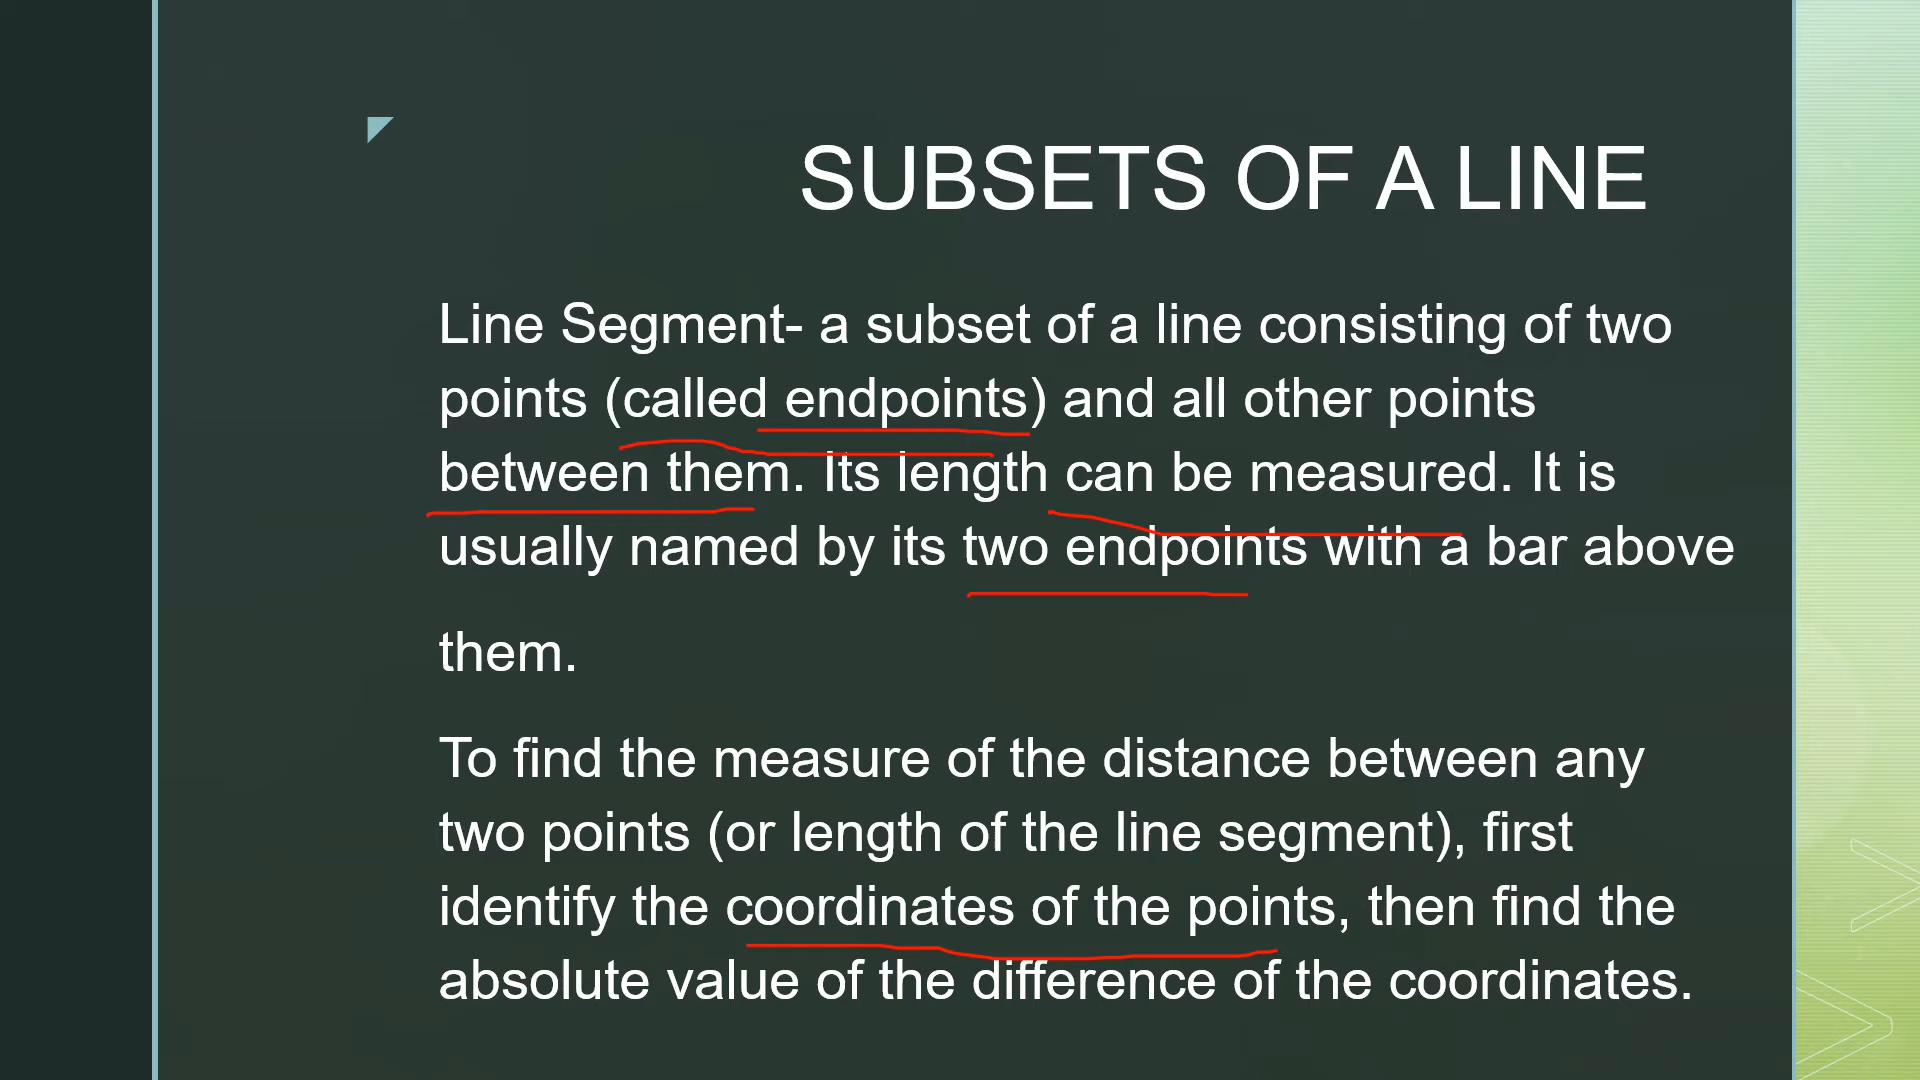 SUBSETS OF A LINE
Line Segment- a subset of a line consisting of two
points (called endpoints) and all other points
between them. Its length can be measured. It is
usually named by its two endpoints with a bar above
them.
To find the measure of the distance between any
two points (or length of the line segment), first
identify the coordinates of the points, then find the
absolute value of the difference of the coordinates.